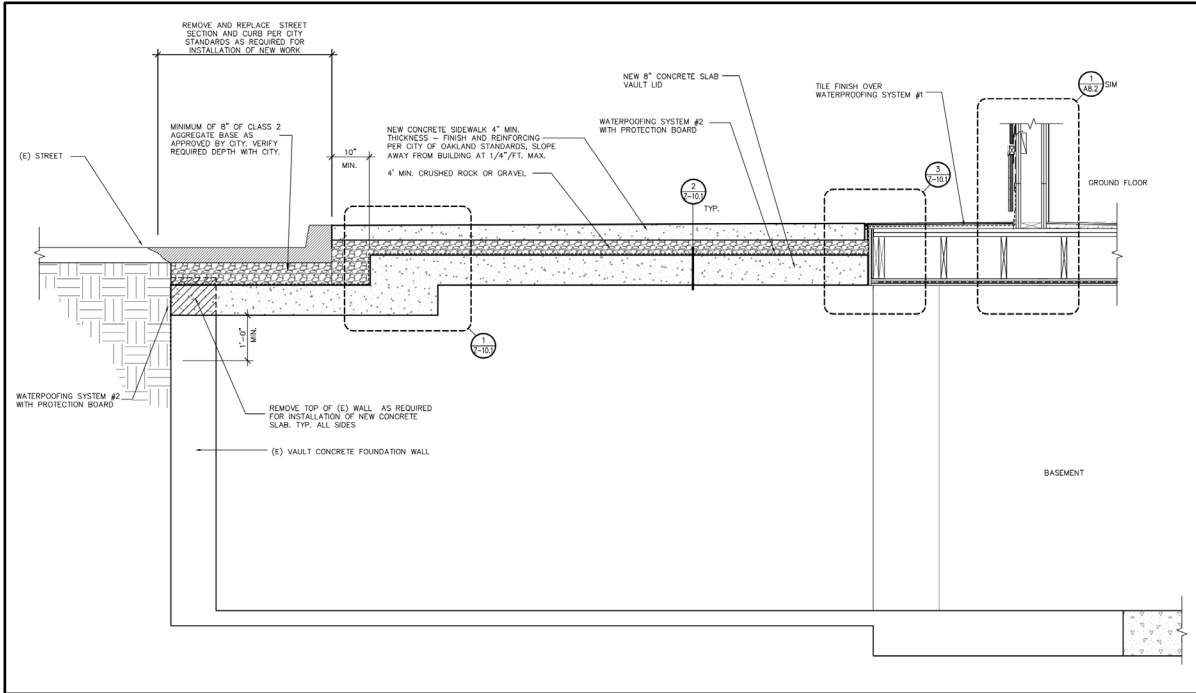 REMOVE AND REPLACE STREET
SECTION AND CURB PER CITY
STANDARDS AS REQUIRED FOR
INSTALLATION OF NEW WORK
NEW 8" CONCRETE SLAB
VAULT LID
TILE FINISH OVER
WATERPROOFING SYSTEM #1
1
A8.2
SIM
MINIMUM OF 8" OF CLASS 2
AGGREGATE BASE AS
APPROVED BY CITY. VERIFY
REQUIRED DEPTH WITH CITY.
10"
MIN.
NEW CONCRETE SIDEWALK 4" MIN.
THICKNESS – FINISH AND REINFORCING
PER CITY OF OAKLAND STANDARDS, SLOPE
AWAY FROM BUILDING AT 1/4"/FT. MAX.
4' MIN. CRUSHED ROCK OR GRAVEL
WATERPOOFING SYSTEM #2
WITH PROTECTION BOARD
(E) STREET
2
Z-10.1
TYP.
3
Z-10.1
GROUND FLOOR
1'-0"
MIN.
1
Z-10.1
WATERPOOFING SYSTEM #2
WITH PROTECTION BOARD
REMOVE TOP OF (E) WALL AS REQUIRED
FOR INSTALLATION OF NEW CONCRETE
SLAB. TYP. ALL SIDES
(E) VAULT CONCRETE FOUNDATION WALL
BASEMENT